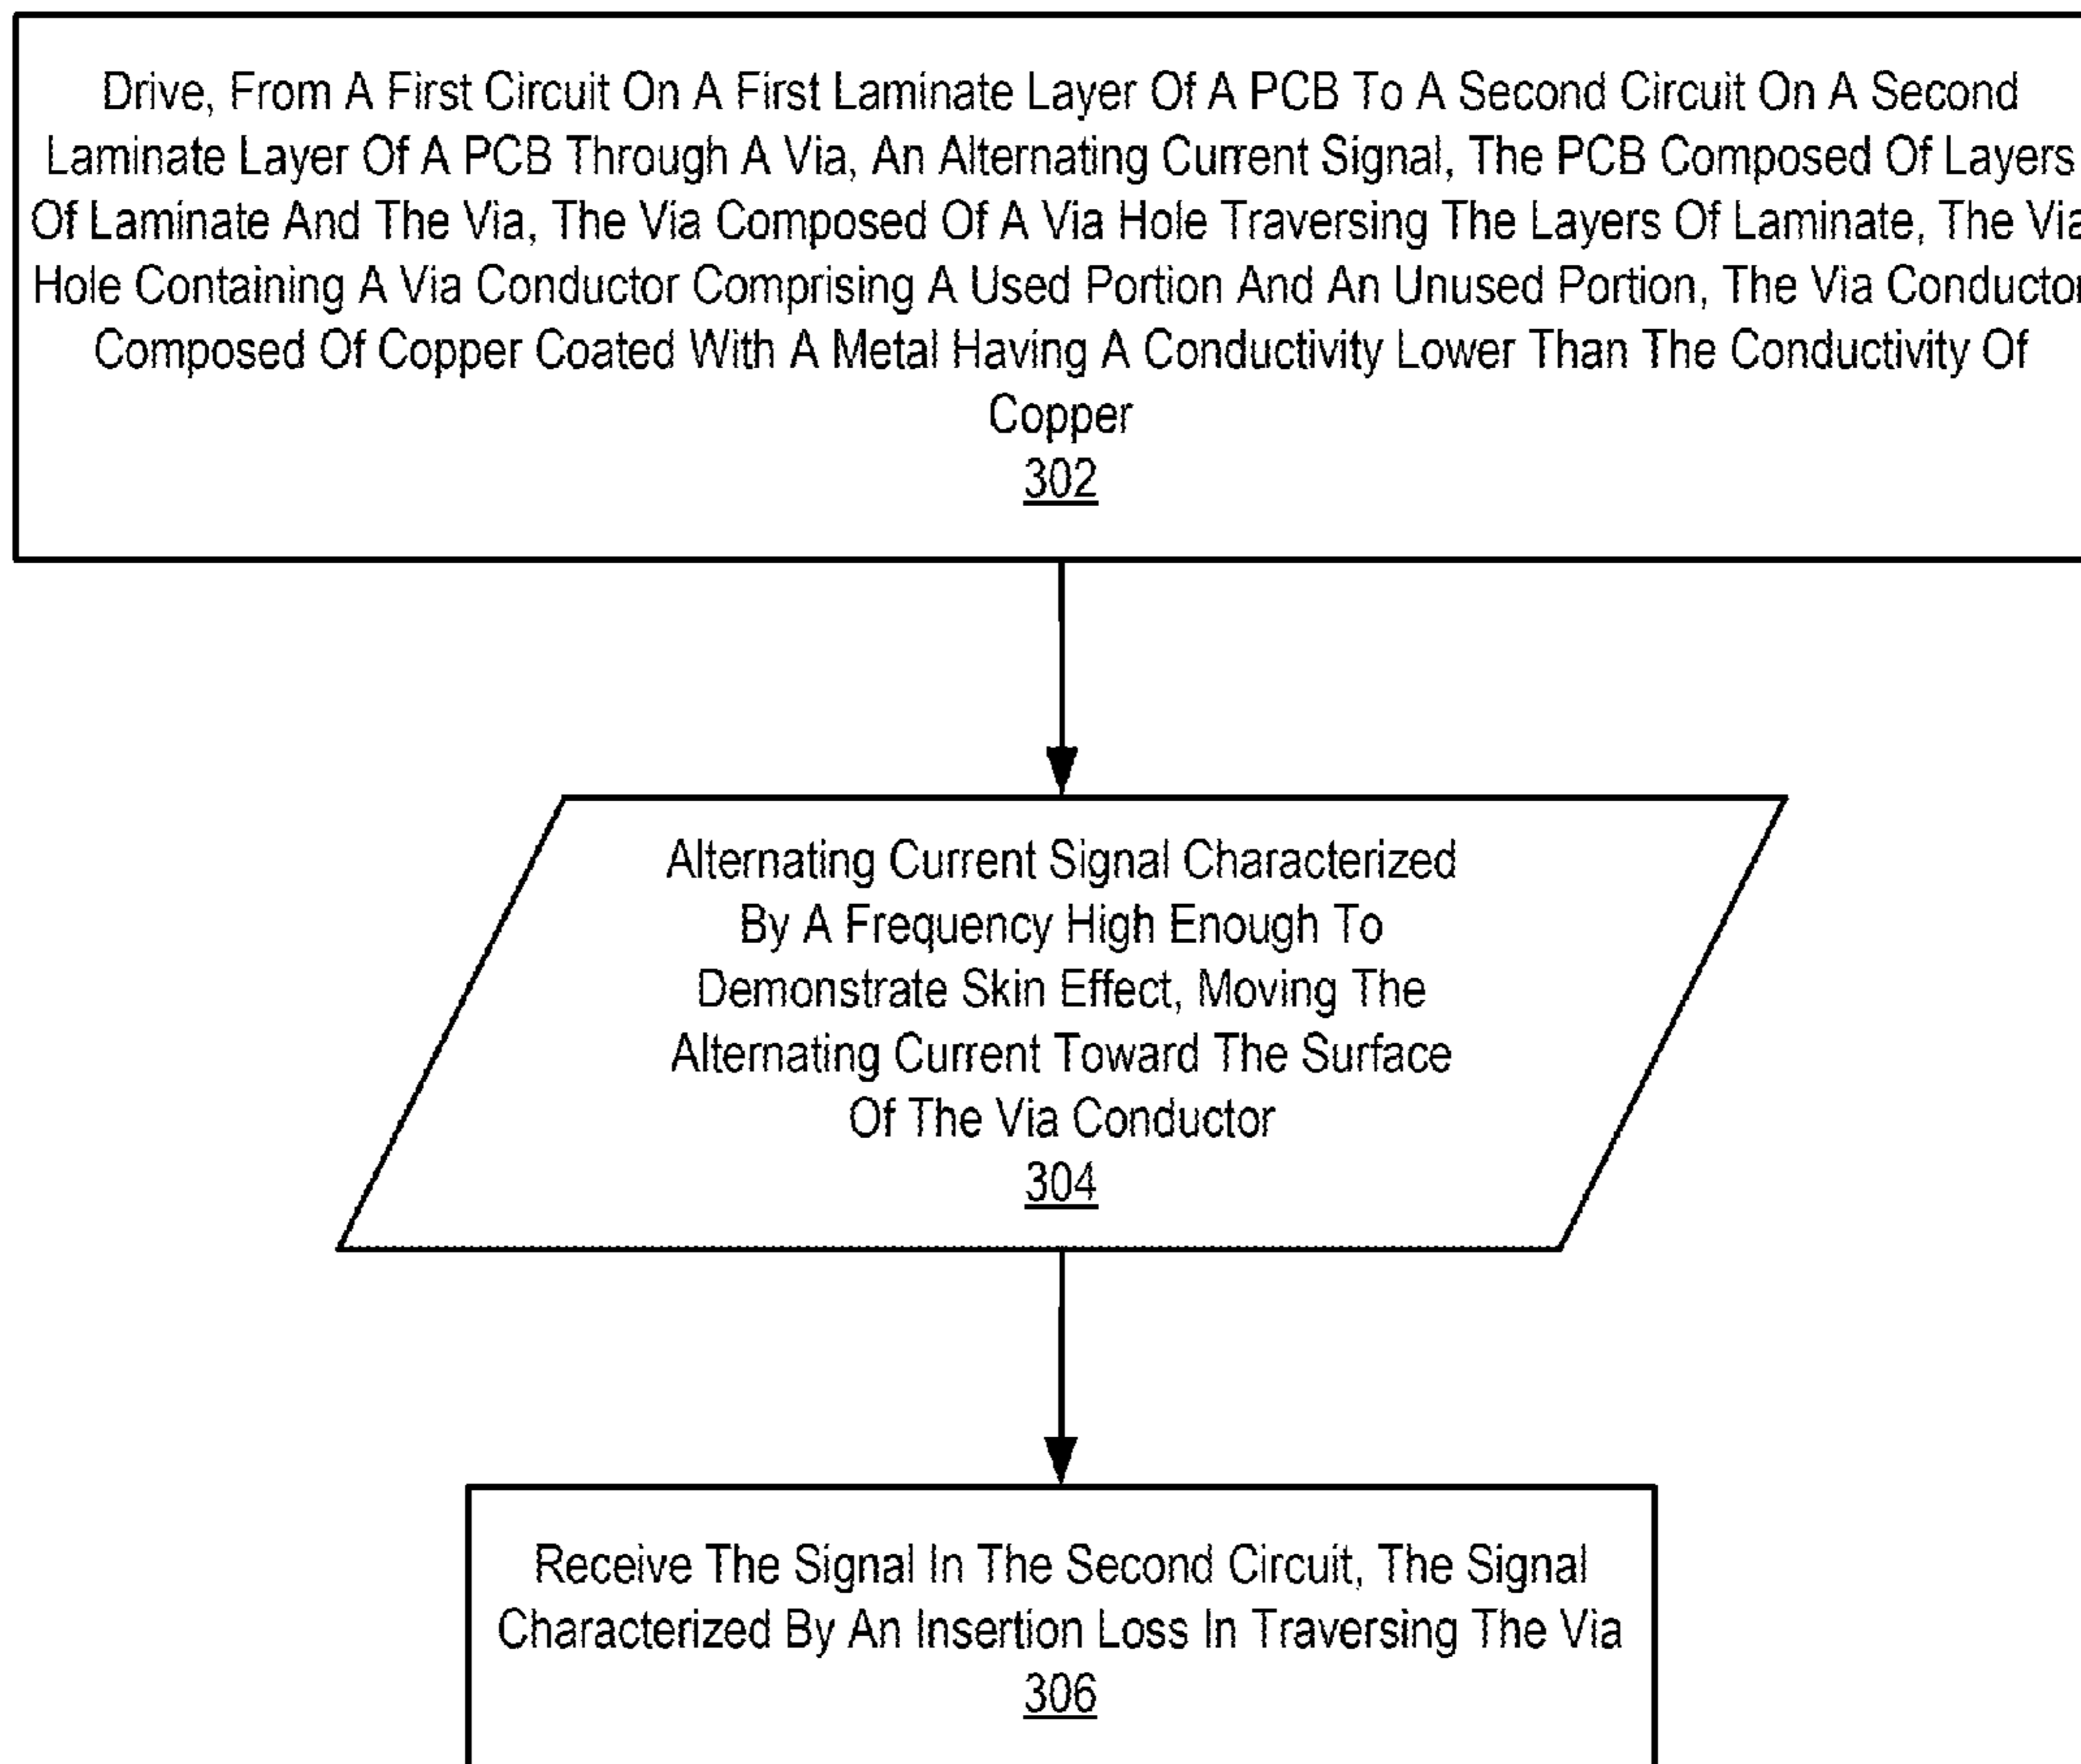 Drive, From A First Circuit On A First Laminate Layer Of A PCB To A Second Circuit On A Second
Laminate Layer Of A PCB Through A Via, An Alternating Current Signal, The PCB Composed Of Layers
Of Laminate And The Via, The Via Composed Of A Via Hole Traversing The Layers Of Laminate, The Via
Hole Containing A Via Conductor Comprising A Used Portion And An Unused Portion, The Via Conductor
Composed Of Copper Coated With A Metal Having A Conductivity Lower Than The Conductivity Of
Copper
302
Alternating Current Signal Characterized
By A Frequency High Enough To
Demonstrate Skin Effect, Moving The
Alternating Current Toward The Surface
Of The Via Conductor
304
Receive The Signal In The Second Circuit, The Signal
Characterized By An Insertion Loss In Traversing The Via
306